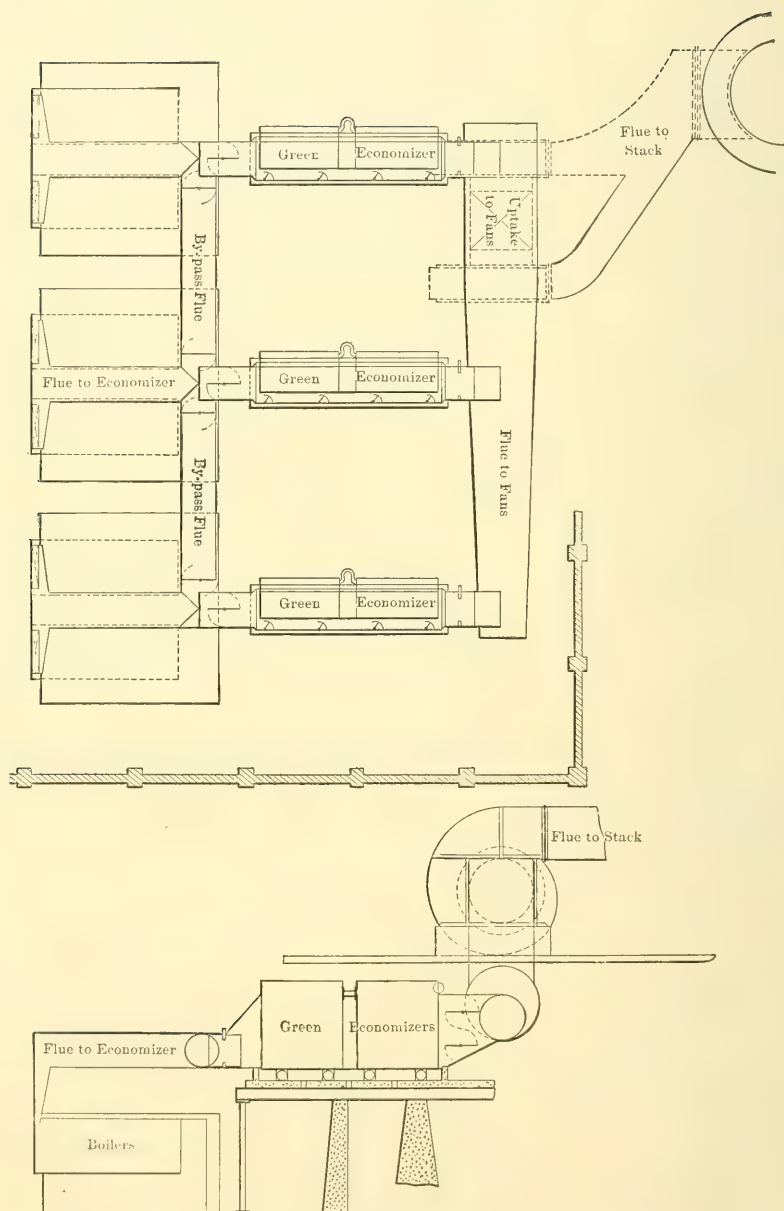 Flue to
Stack
Green Economizer
Uptake
to Fans
By-pass Flue
Flue to Economizer
Green Economizer
Flue to Fans
By-pass Flue
Green Economizer
Flue to Stack
Green Economizers
Flue to Economizer
Boilers